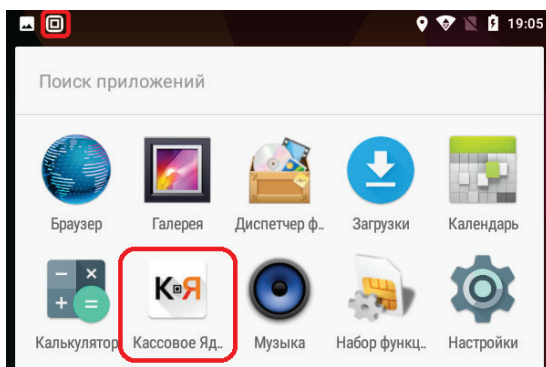 19:05
Поиск приложений
Браузер Галерея Диспетчер ф.. Загрузки Календарь
К Я
Калькулятор Кассовое Яд.. Музыка Набор функц.. Настройки